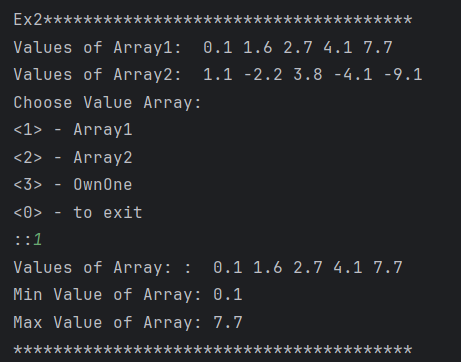 Ex2*************************************
Values of Array1:  0.1 1.6 2.7 4.1 7.7
Values of Array2:  1.1 -2.2 3.8 -4.1 -9.1
Choose Value Array:
<1> - Array1
<2> - Array2
<3> - OwnOne
<0> - to exit
::1
Values of Array: :  0.1 1.6 2.7 4.1 7.7
Min Value of Array: 0.1
Max Value of Array: 7.7
****************************************